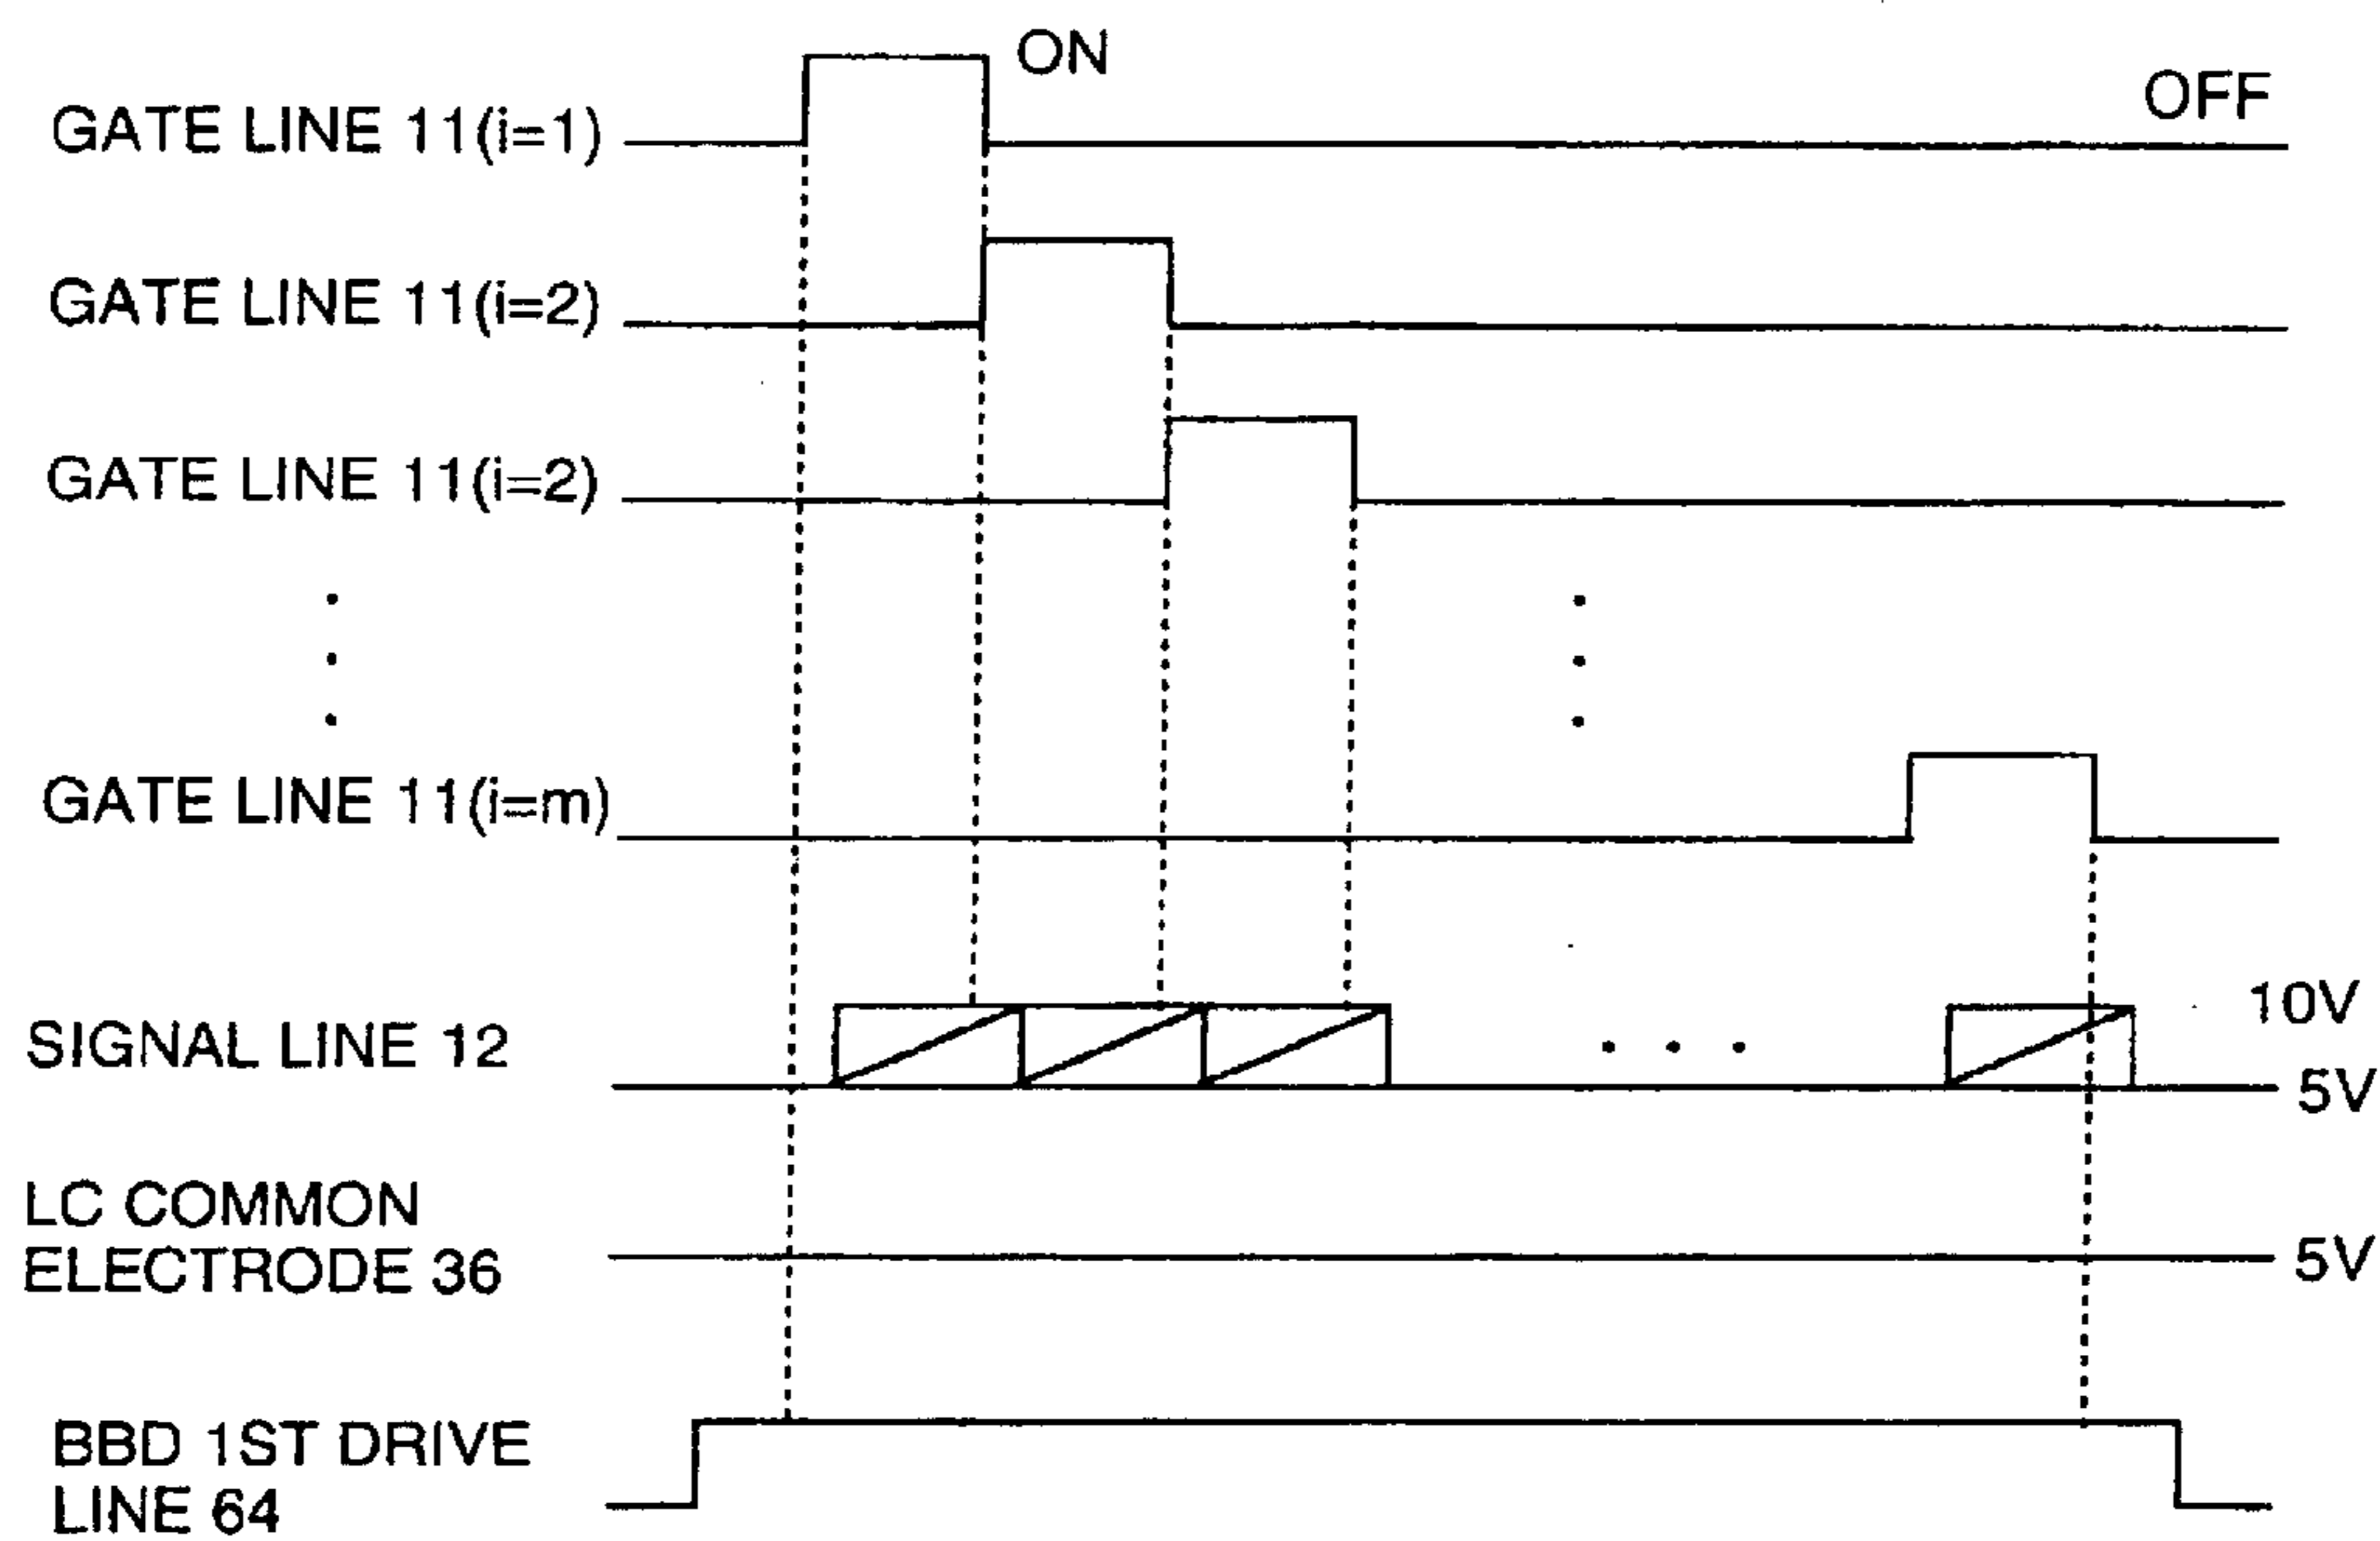 ON
OFF
GATE LINE 11(i=1)
GATE LINE 11(i=2)
GATE LINE 11(i=2)
GATE LINE 11(i=m)
SIGNAL LINE 12
10V
5V
LC COMMON
ELECTRODE 36
5V
BBD 1ST DRIVE
LINE 64